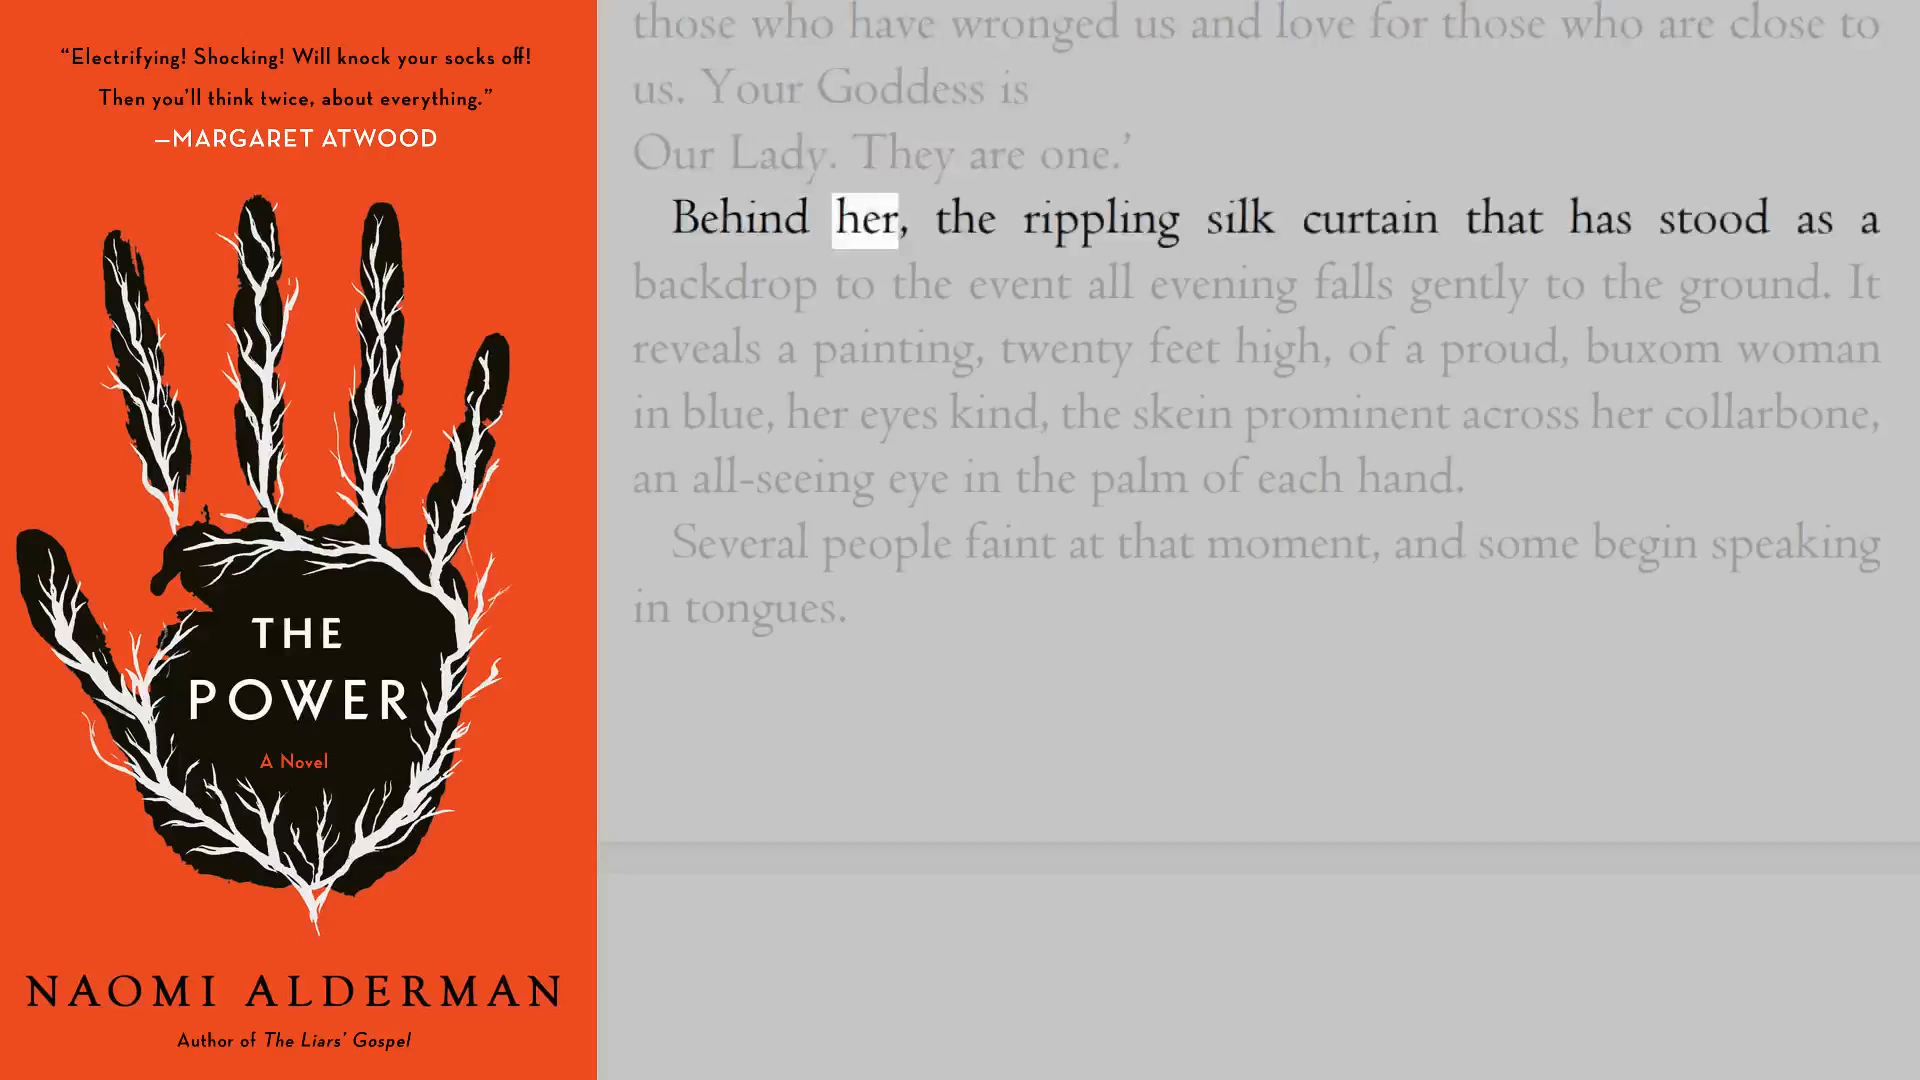 “Electrifying! Shocking! Will knock your socks off!
Then you’ll think twice, about everything.”
—MARGARET ATWOOD
THE
POWER
A Novel
NAOMI ALDERMAN
Author of The Liars’ Gospel
those who have wronged us and love for those who are close to
us. Your Goddess is
Our Lady. They are one.’
Behind her, the rippling silk curtain that has stood as a
backdrop to the event all evening falls gently to the ground. It
reveals a painting, twenty feet high, of a proud, buxom woman
in blue, her eyes kind, the skein prominent across her collarbone,
an all-seeing eye in the palm of each hand.
Several people faint at that moment, and some begin speaking
in tongues.